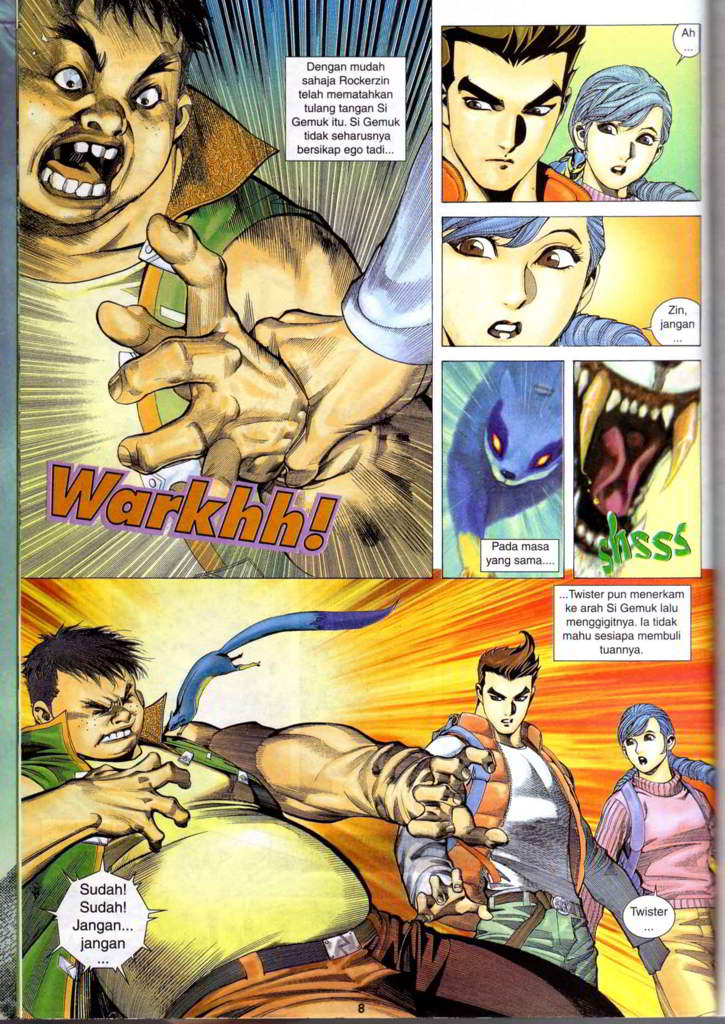 Dengan mudah
sahaja Rockerzin
telah mematahkan
tulang tangan Si
Gemuk itu. Si Gemuk
tidak seharusnya
bersikap ego tadi...
Warkhh!
Ah
...
Zin,
jangan
...
Pada masa
yang sama....
shsss
...Twister pun menerkam
ke arah Si Gemuk lalu
menggigitnya. Ia tidak
mahu sesiapa membuli
tuannya.
Sudah!
Sudah!
Jangan...
jangan
...
Twister
...
8